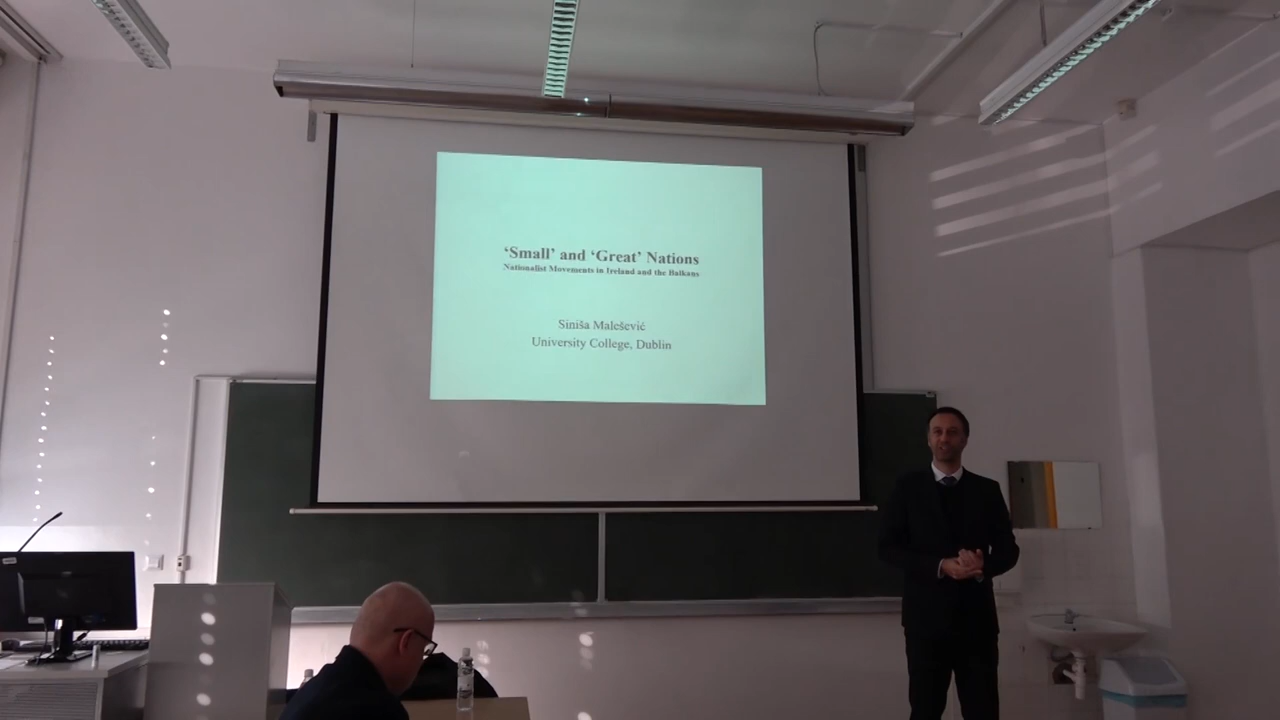 ‘Small’ and ‘Great’ Nations
Nationalist Movements in Ireland and the Balkans
Siniša Malešević
University College, Dublin